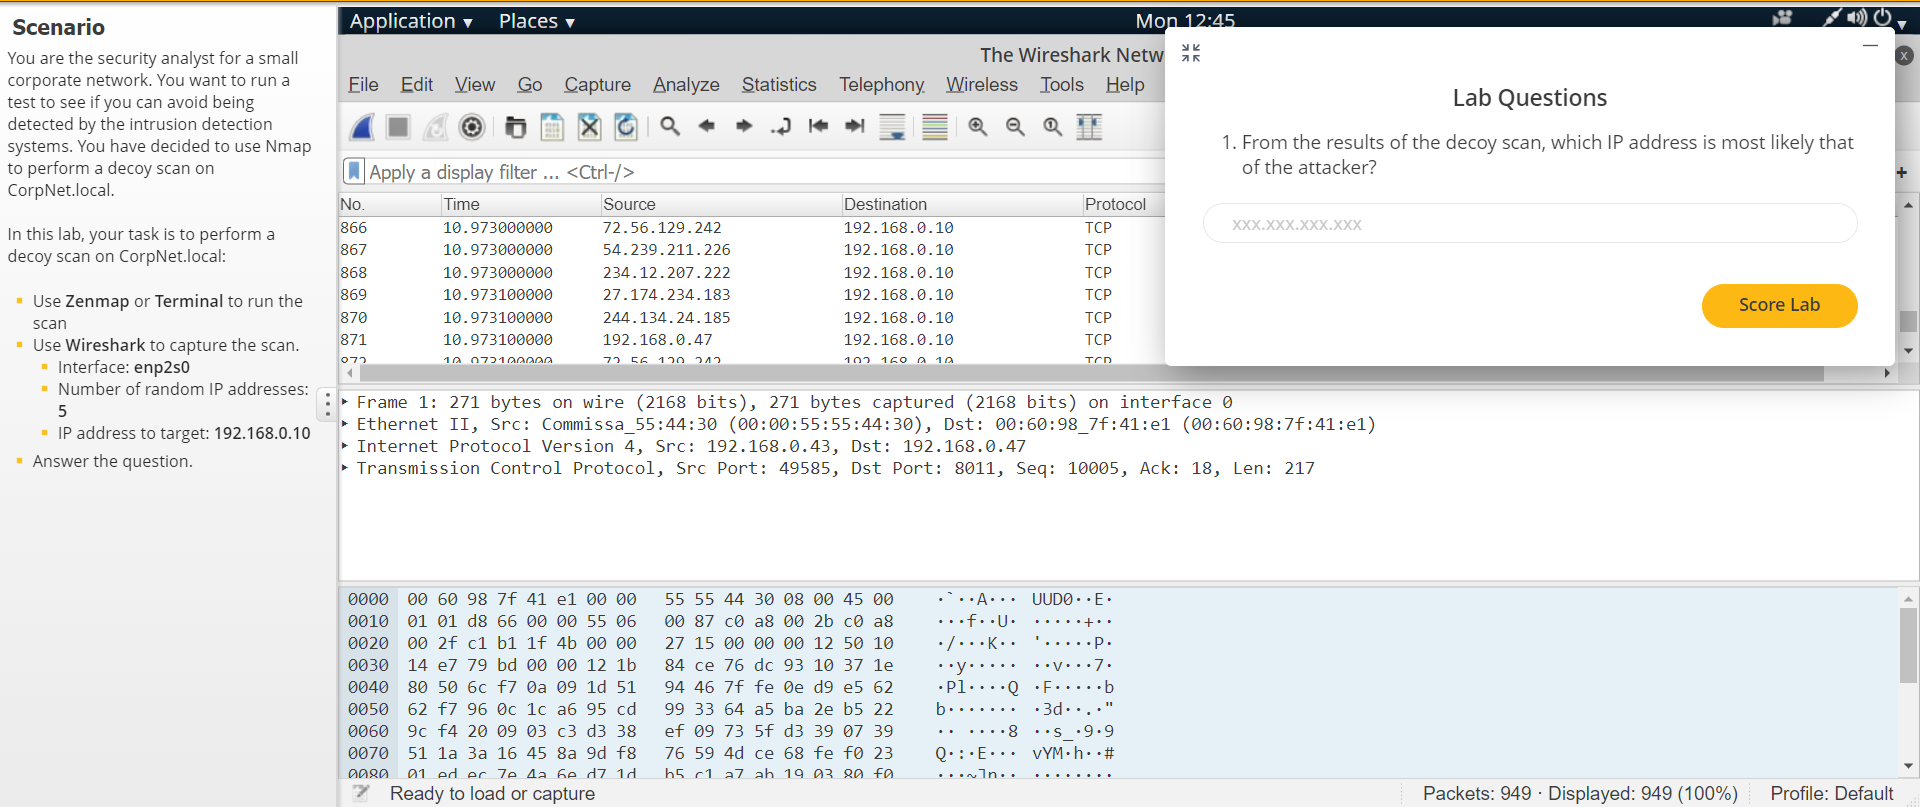 Scenario
You are the security analyst for a small
corporate network. You want to run a
test to see if you can avoid being
detected by the intrusion detection
systems. You have decided to use Nmap
to perform a decoy scan on
CorpNet.local.
In this lab, your task is to perform a
decoy scan on CorpNet.local:
Use Zenmap or Terminal to run the
scan
Use Wireshark to capture the scan.
Interface: enp2s0
Number of random IP addresses:
5
IP address to target: 192.168.0.10
Answer the question.
Application Places Mon 12:45
The Wireshark Netw
File Edit View Go Capture Analyze Statistics Telephony Wireless Tools Help
Apply a display filter ... <Ctrl-/>
No. Time Source Destination Protocol
866 10.973000000 72.56.129.242 192.168.0.10 TCP
867 10.973000000 54.239.211.226 192.168.0.10 TCP
868 10.973000000 234.12.207.222 192.168.0.10 TCP
869 10.973100000 27.174.234.183 192.168.0.10 TCP
870 10.973100000 244.134.24.185 192.168.0.10 TCP
871 10.973100000 192.168.0.47 192.168.0.10 TCP
872 10.973100000 72.56.129.242 192.168.0.10 TCP
Lab Questions
1. From the results of the decoy scan, which IP address is most likely that
of the attacker?
xxx.xxx.xxx.xxx
Score Lab
Frame 1: 271 bytes on wire (2168 bits), 271 bytes captured (2168 bits) on interface 0
Ethernet II, Src: Commissa_55:44:30 (00:00:55:55:44:30), Dst: 00:60:98_7f:41:e1 (00:60:98:7f:41:e1)
Internet Protocol Version 4, Src: 192.168.0.43, Dst: 192.168.0.47
Transmission Control Protocol, Src Port: 49585, Dst Port: 8011, Seq: 10005, Ack: 18, Len: 217
0000 00 60 98 7f 41 e1 00 00 55 55 44 30 08 00 45 00 ·`··A··· UUD0··E·
0010 01 01 d8 66 00 00 55 06 00 87 c0 a8 00 2b c0 a8 ···f··U· ·····+··
0020 00 2f c1 b1 1f 4b 00 00 27 15 00 00 00 12 50 10 ·/···K·· '·····P·
0030 14 e7 79 bd 00 00 12 1b 84 ce 76 dc 93 10 37 1e ··y····· ··v···7·
0040 80 50 6c f7 0a 09 1d 51 94 46 7f fe 0e d9 e5 62 ·Pl····Q ·F·····b
0050 62 f7 96 0c 1c a6 95 cd 99 33 64 a5 ba 2e b5 22 b······· ·3d··.·"
0060 9c f4 20 09 03 c3 d3 38 ef 09 73 5f d3 39 07 39 ·· ····8 ··s_·9·9
0070 51 1a 3a 16 45 8a 9d f8 76 59 4d ce 68 fe f0 23 Q·:·E··· vYM·h··#
0080 01 ed ec 7e 4a 6e d7 1d b5 c1 a7 ab 19 03 80 f0 ···~Jn·· ········
Ready to load or capture Packets: 949 · Displayed: 949 (100%) Profile: Default